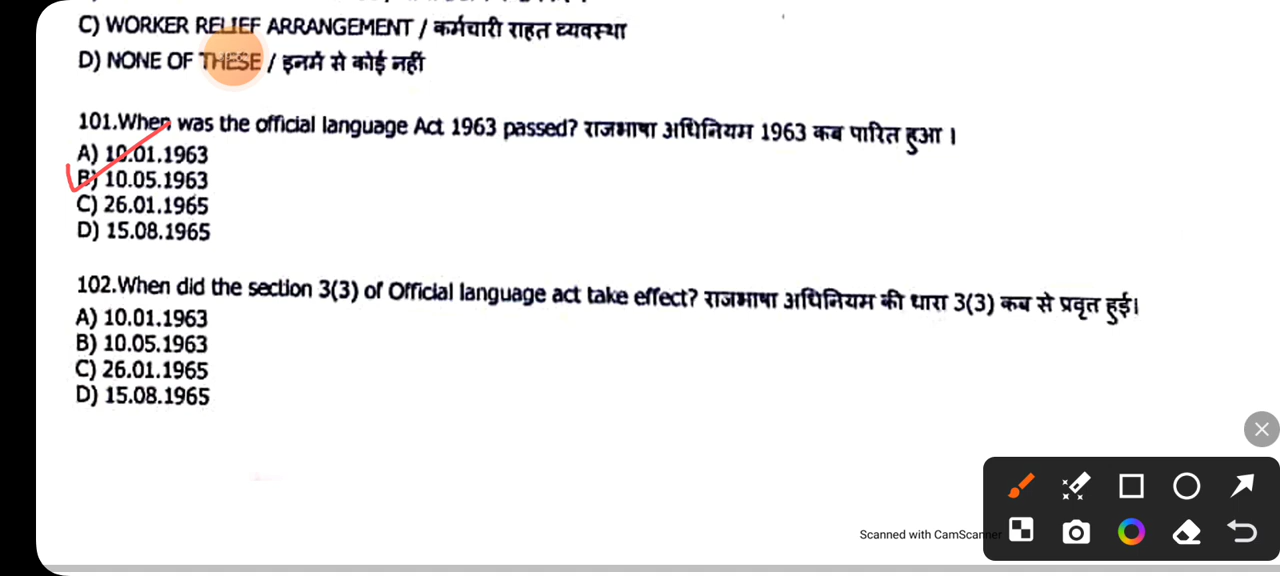 C) WORKER RELIEF ARRANGEMENT / कर्मचारी राहत व्यवस्था
D) NONE OF THESE / इनमें से कोई नहीं
101.When was the official language Act 1963 passed? राजभाषा अधिनियम 1963 कब पारित हुआ ।
A) 10.01.1963
B) 10.05.1963
C) 26.01.1965
D) 15.08.1965
102.When did the section 3(3) of Official language act take effect? राजभाषा अधिनियम की धारा 3(3) कब से प्रवृत हुई।
A) 10.01.1963
B) 10.05.1963
C) 26.01.1965
D) 15.08.1965
Scanned with CamScanner